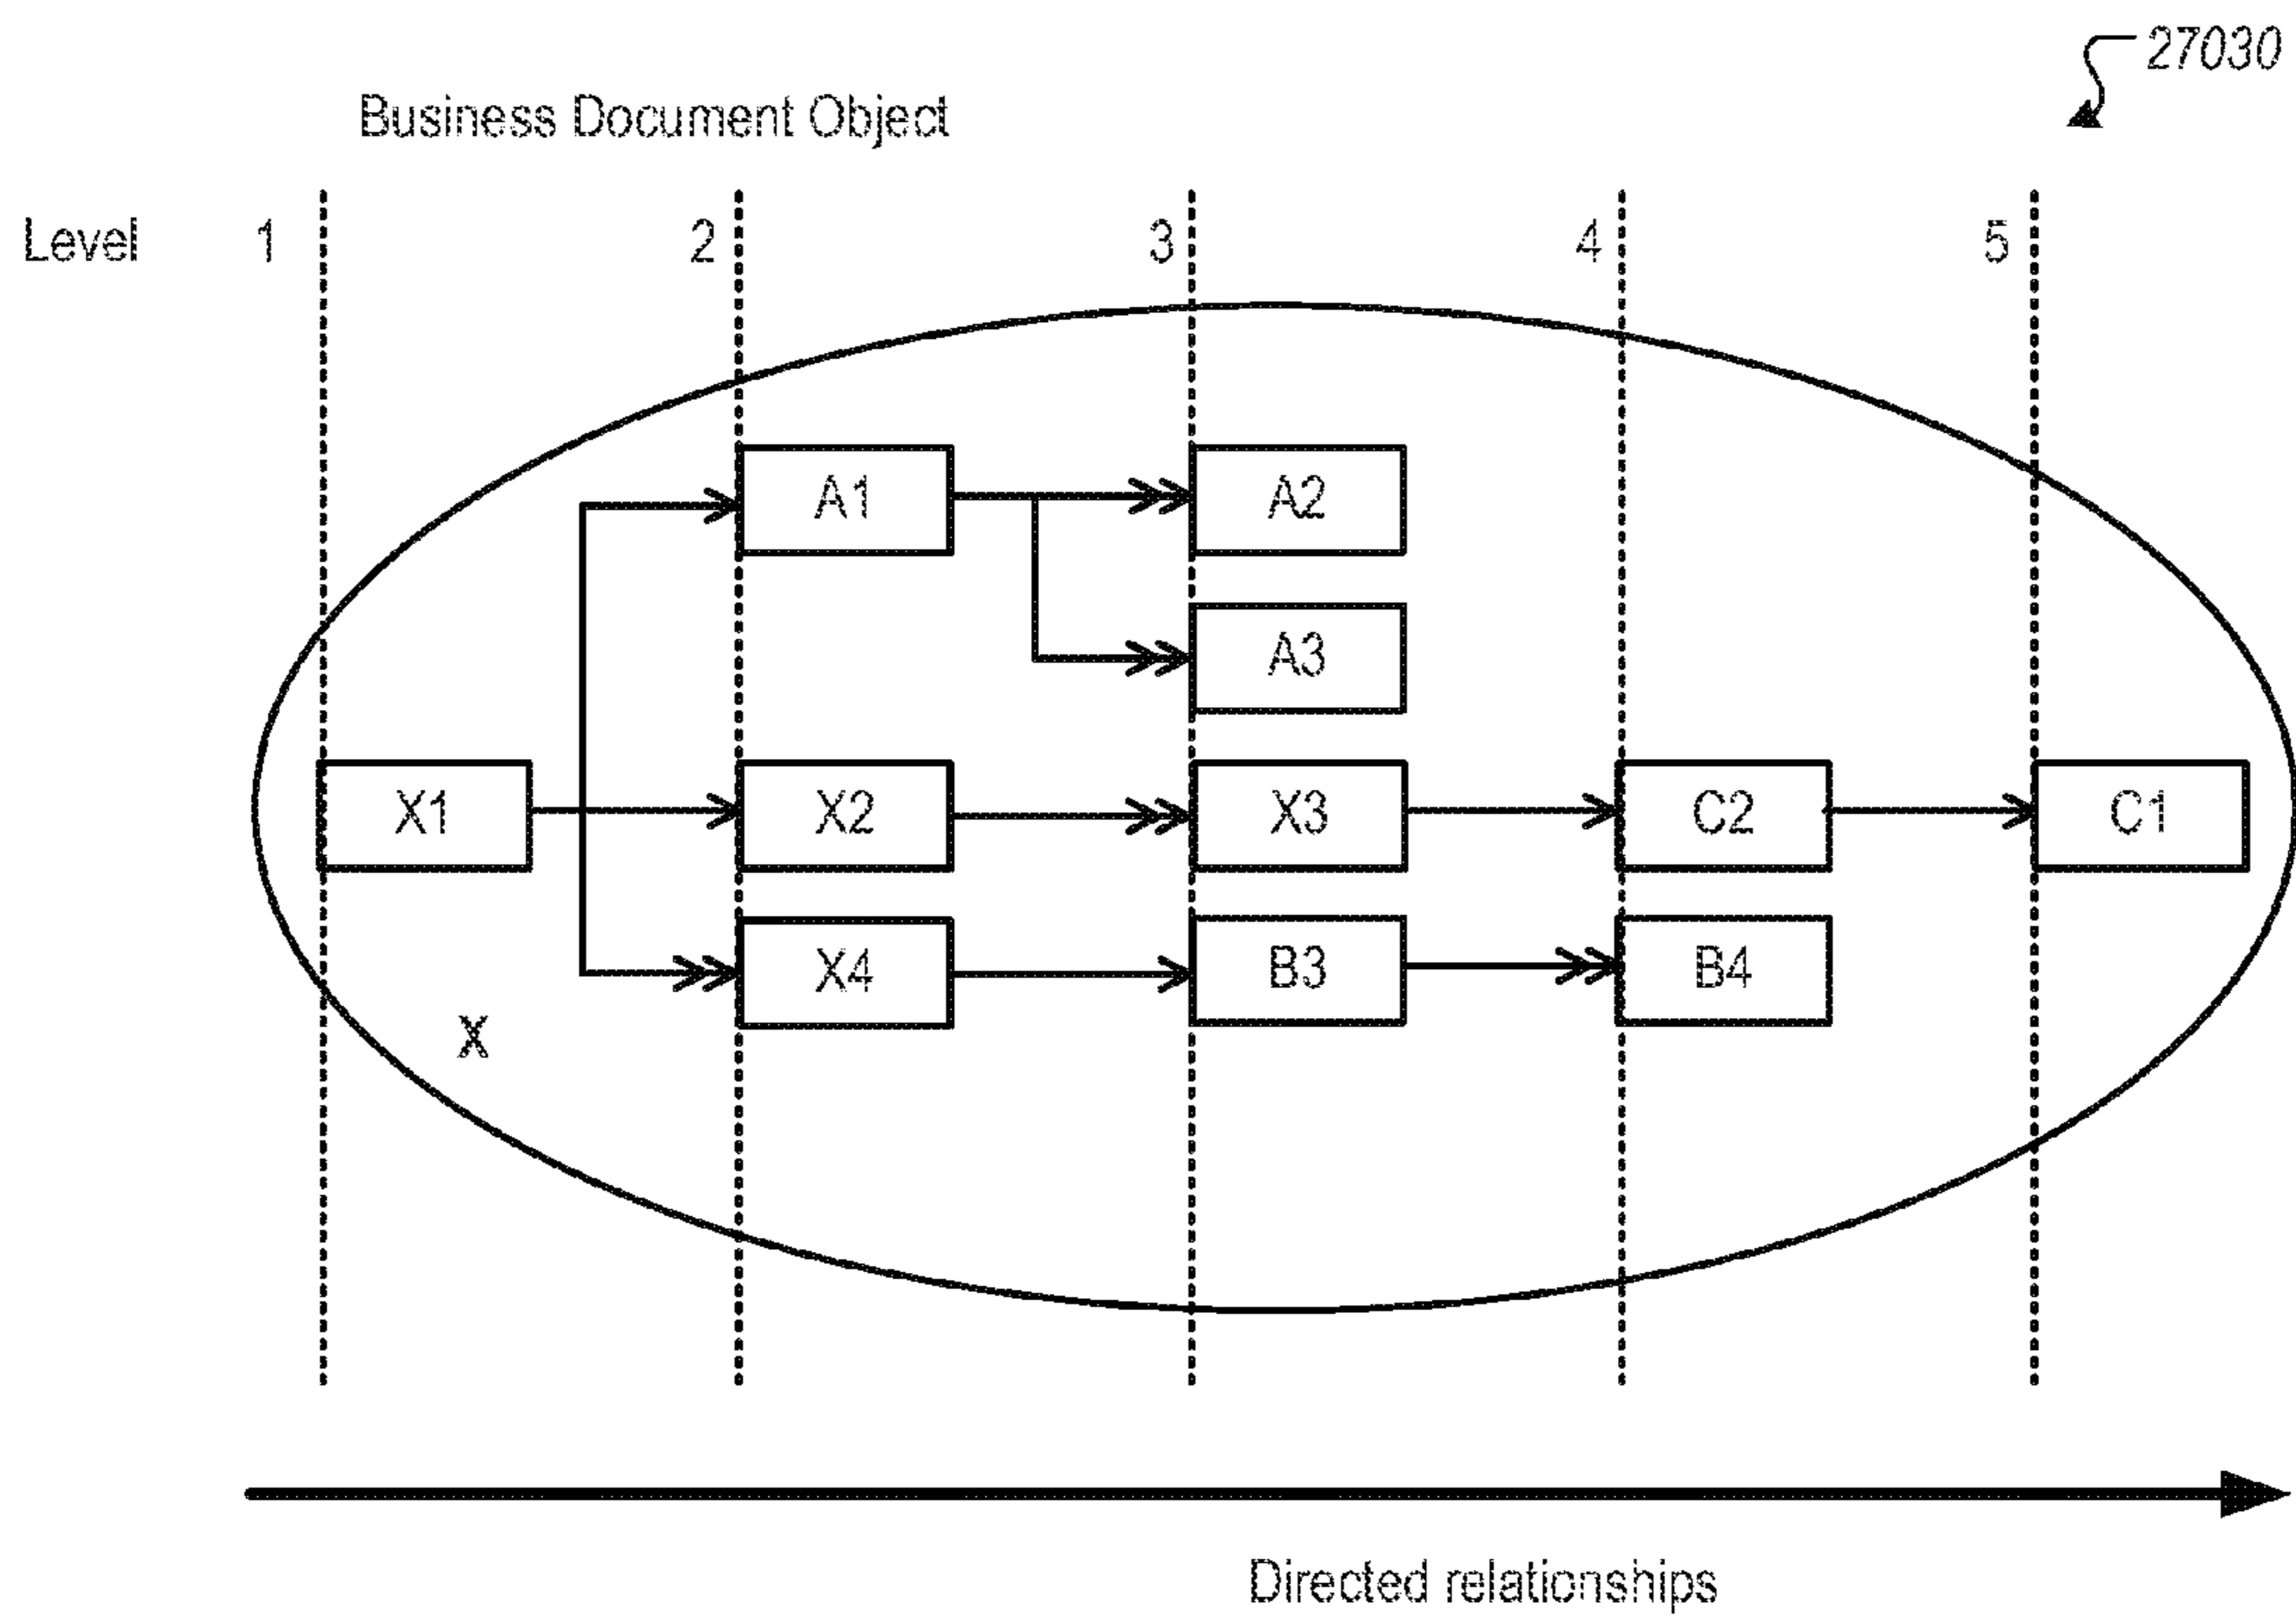 27030
Business Document Object
Level 1 2 3 4 5
A1 A2
A3
X1 X2 X3 C2 C1
X4 B3 B4
X
Directed relationships